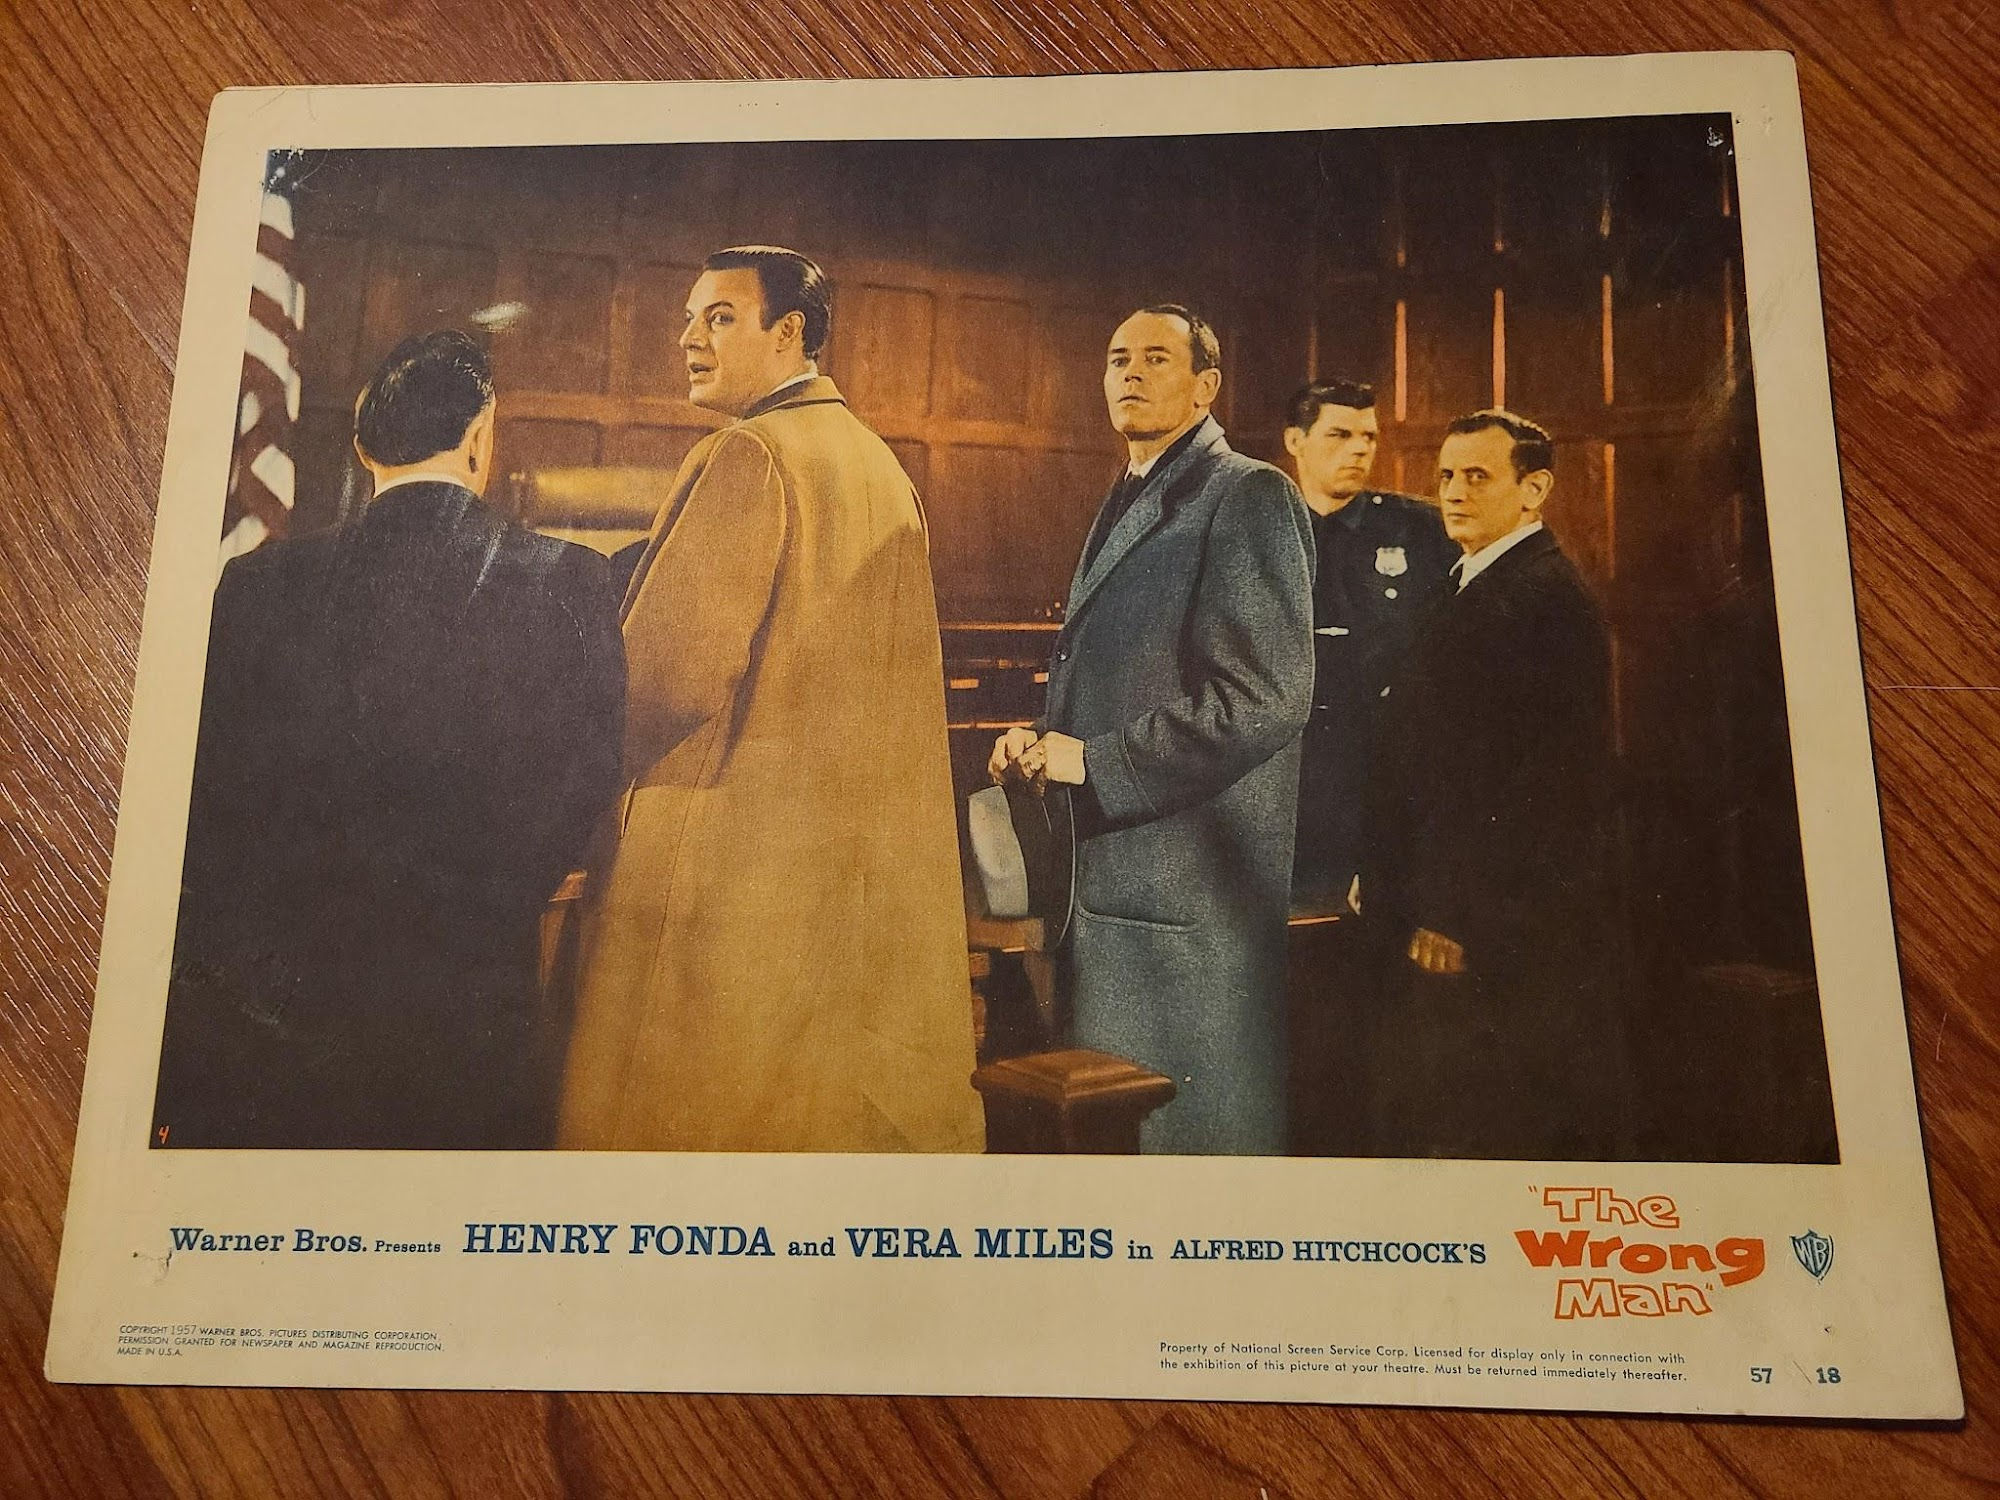 4
Warner Bros. Presents HENRY FONDA and VERA MILES in ALFRED HITCHCOCK'S
"The
Wrong
Man"
WB
COPYRIGHT 1957 WARNER BROS. PICTURES DISTRIBUTING CORPORATION.
PERMISSION GRANTED FOR NEWSPAPER AND MAGAZINE REPRODUCTION.
MADE IN U.S.A.
Property of National Screen Service Corp. Licensed for display only in connection with
the exhibition of this picture at your theatre. Must be returned immediately thereafter.
57 18